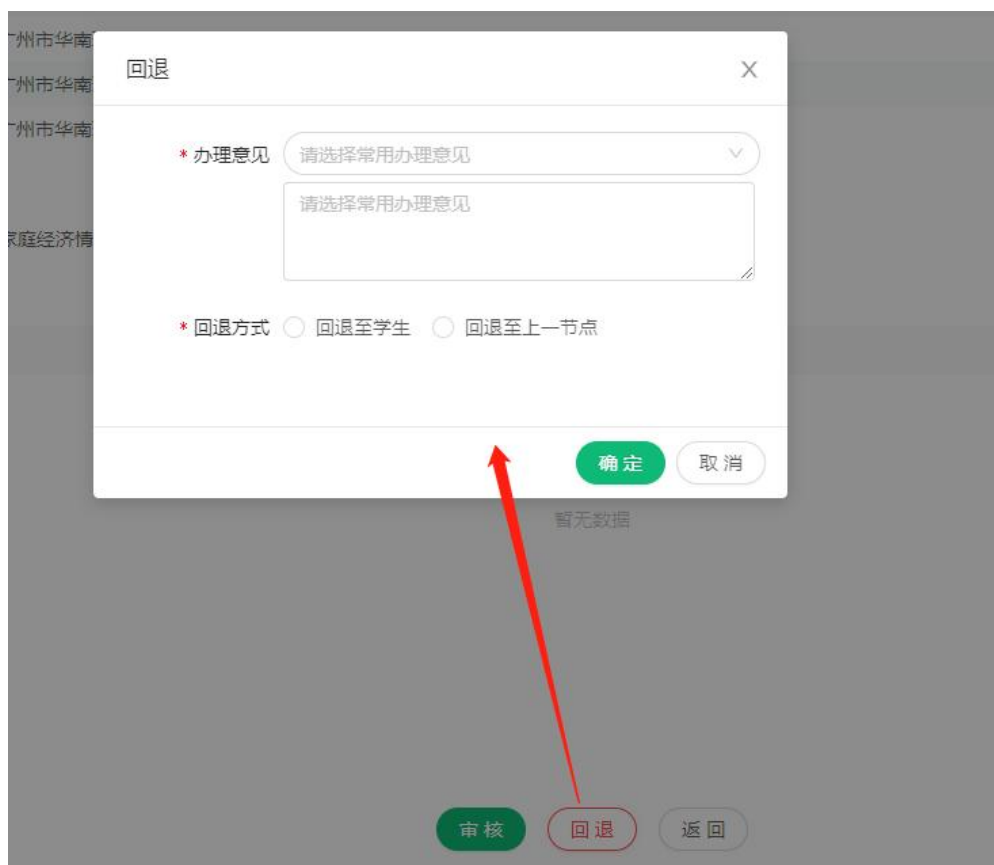 广州市华南
广州市华南
广州市华南
家庭经济情
回退
* 办理意见 请选择常用办理意见
请选择常用办理意见
* 回退方式 回退至学生 回退至上一节点
确定 取消
暂无数据
审核 回退 返回